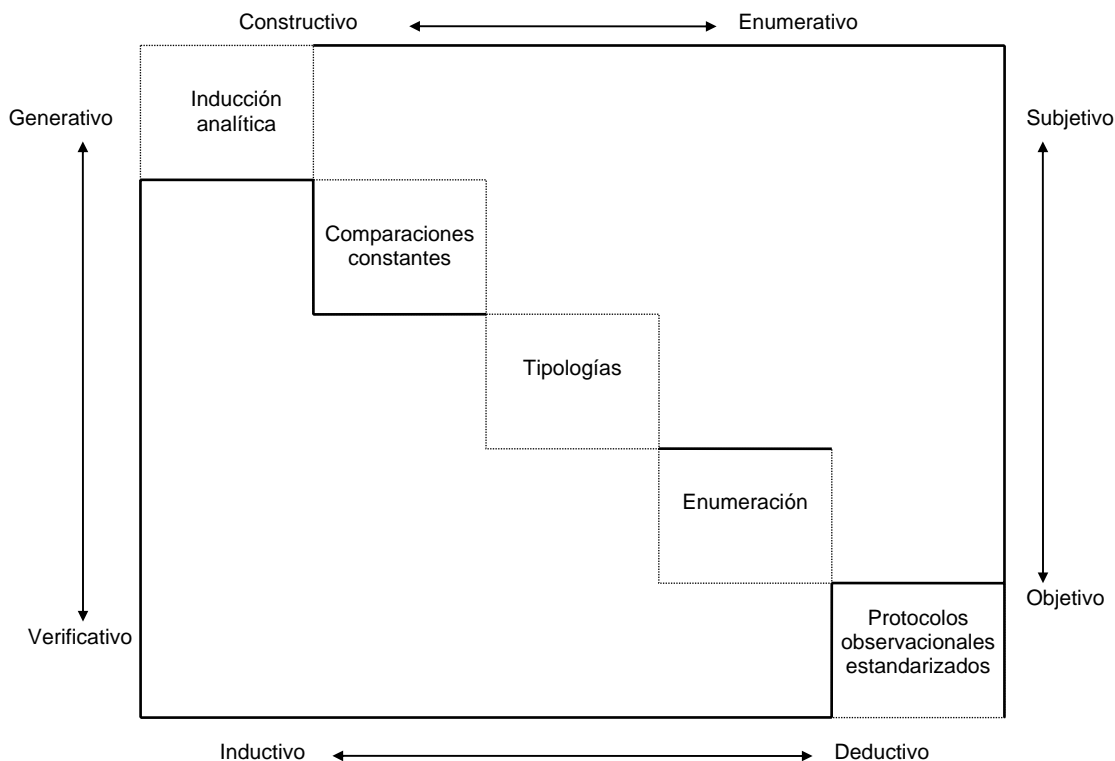 Constructivo Enumerativo
Inducción
analítica
Generativo
Subjetivo
Comparaciones
constantes
Tipologías
Enumeración
Objetivo
Verificativo
Protocolos
observacionales
estandarizados
Inductivo Deductivo